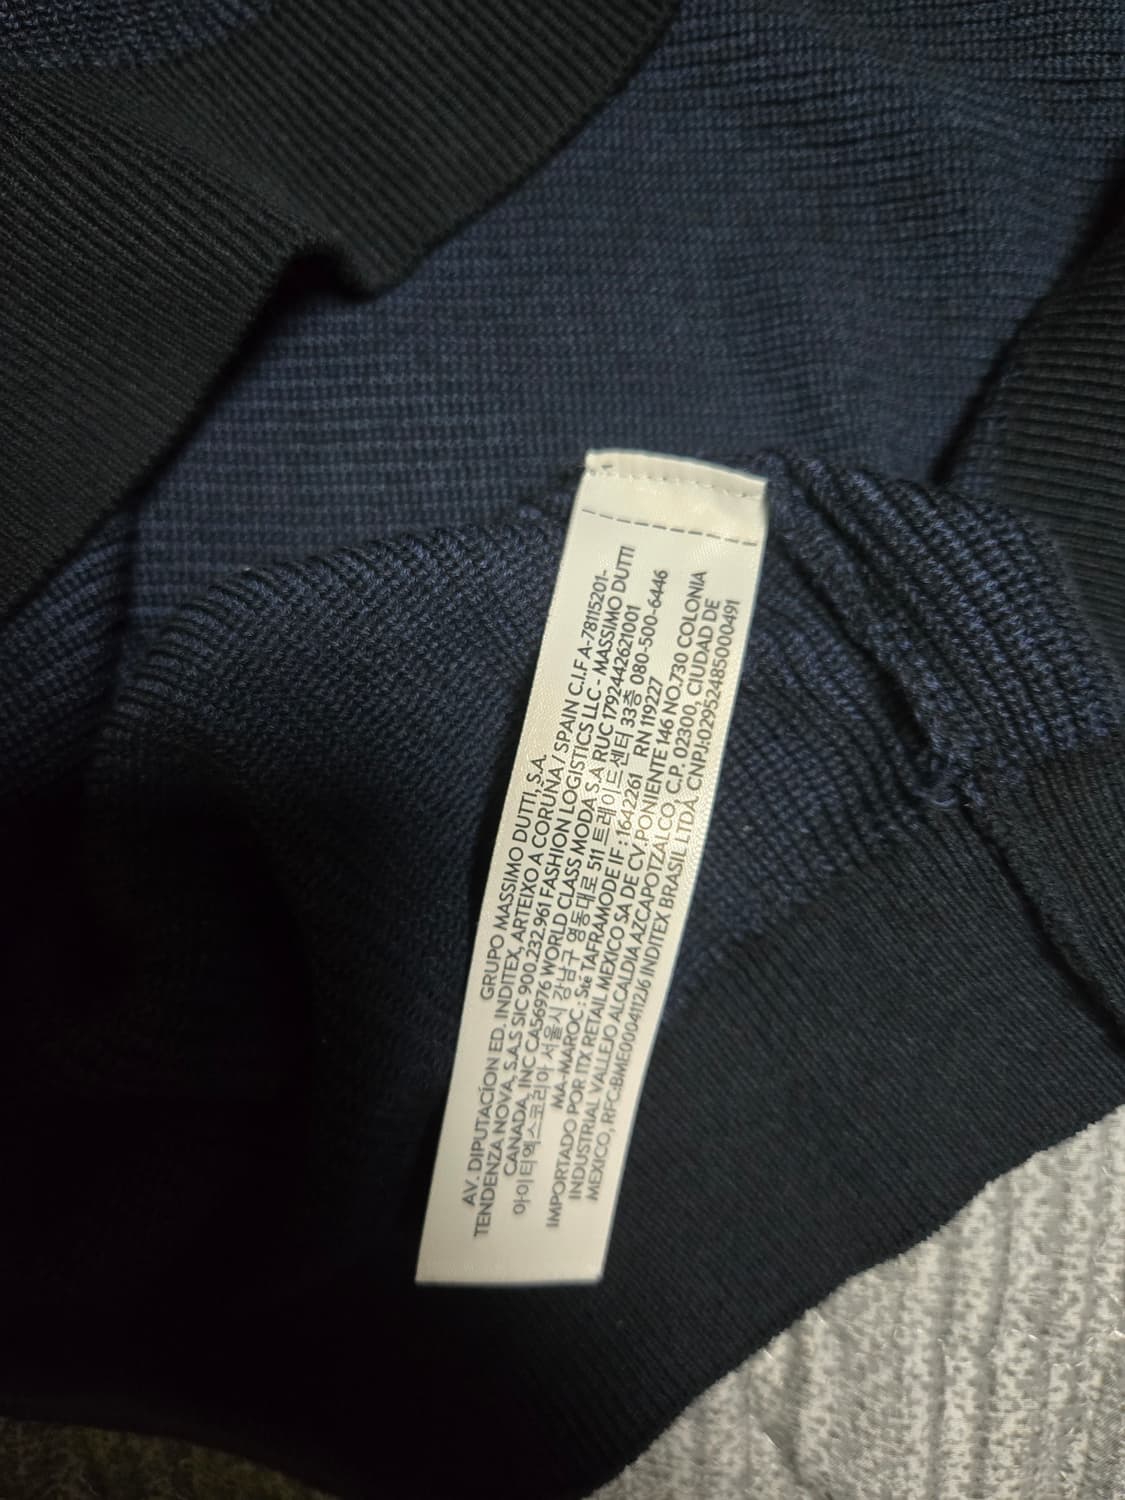 GRUPO MASSIMO DUTTI, S.A.
AV. DIPUTACÍON ED. INDITEX, ARTEIXO A CORUÑA / SPAIN C.I.F A-78115201-
TENDENZA NOVA, S.A.S SIC 900.232.961 FASHION LOGISTICS LLC - MASSIMO DUTTI
CANADA, INC CA56976 WORLD CLASS MODA S.A RUC 1792442621001
아이티엑스코리아 서울시 강남구 영동대로 511 트레이드센터 33층 080-500-6446
MA-MAROC : Sté TAFRAMODE IF : 16422261 RN 119227
IMPORTADO POR ITX RETAIL MEXICO SA DE CV PONIENTE 146 NO.730 COLONIA
INDUSTRIAL VALLEJO ALCALDIA AZCAPOTZALCO, C.P. 02300, CIUDAD DE
MEXICO, RFC:BME0004112J6 INDITEX BRASIL LTDA. CNPJ:02952485000491